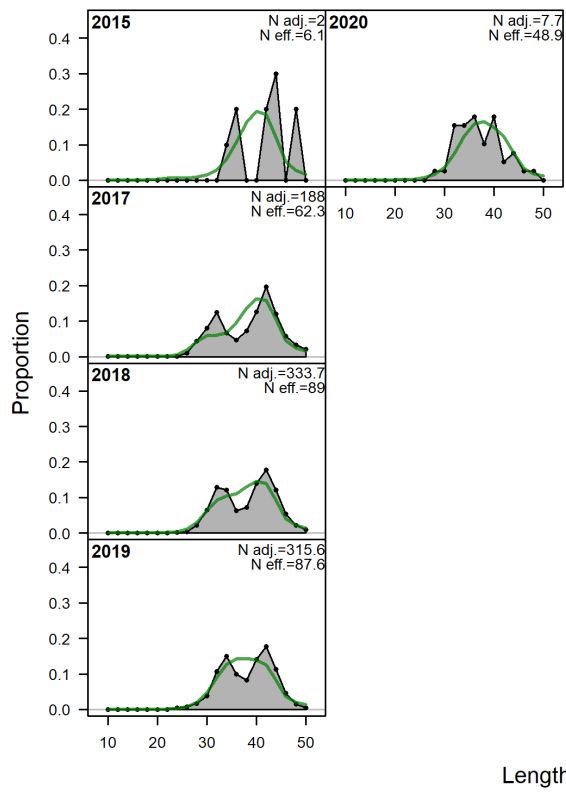 2015
N adj.=2
N eff.=6.1
0.4
0.3
0.2
0.1
0.0
2020
N adj.=7.7
N eff.=48.9
10
20
30
40
50
2017
N adj.=188
N eff.=62.3
0.4
0.3
0.2
0.1
0.0
2018
N adj.=333.7
N eff.=89
0.4
0.3
0.2
0.1
0.0
2019
N adj.=315.6
N eff.=87.6
0.4
0.3
0.2
0.1
0.0
10
20
30
40
50
Proportion
Length